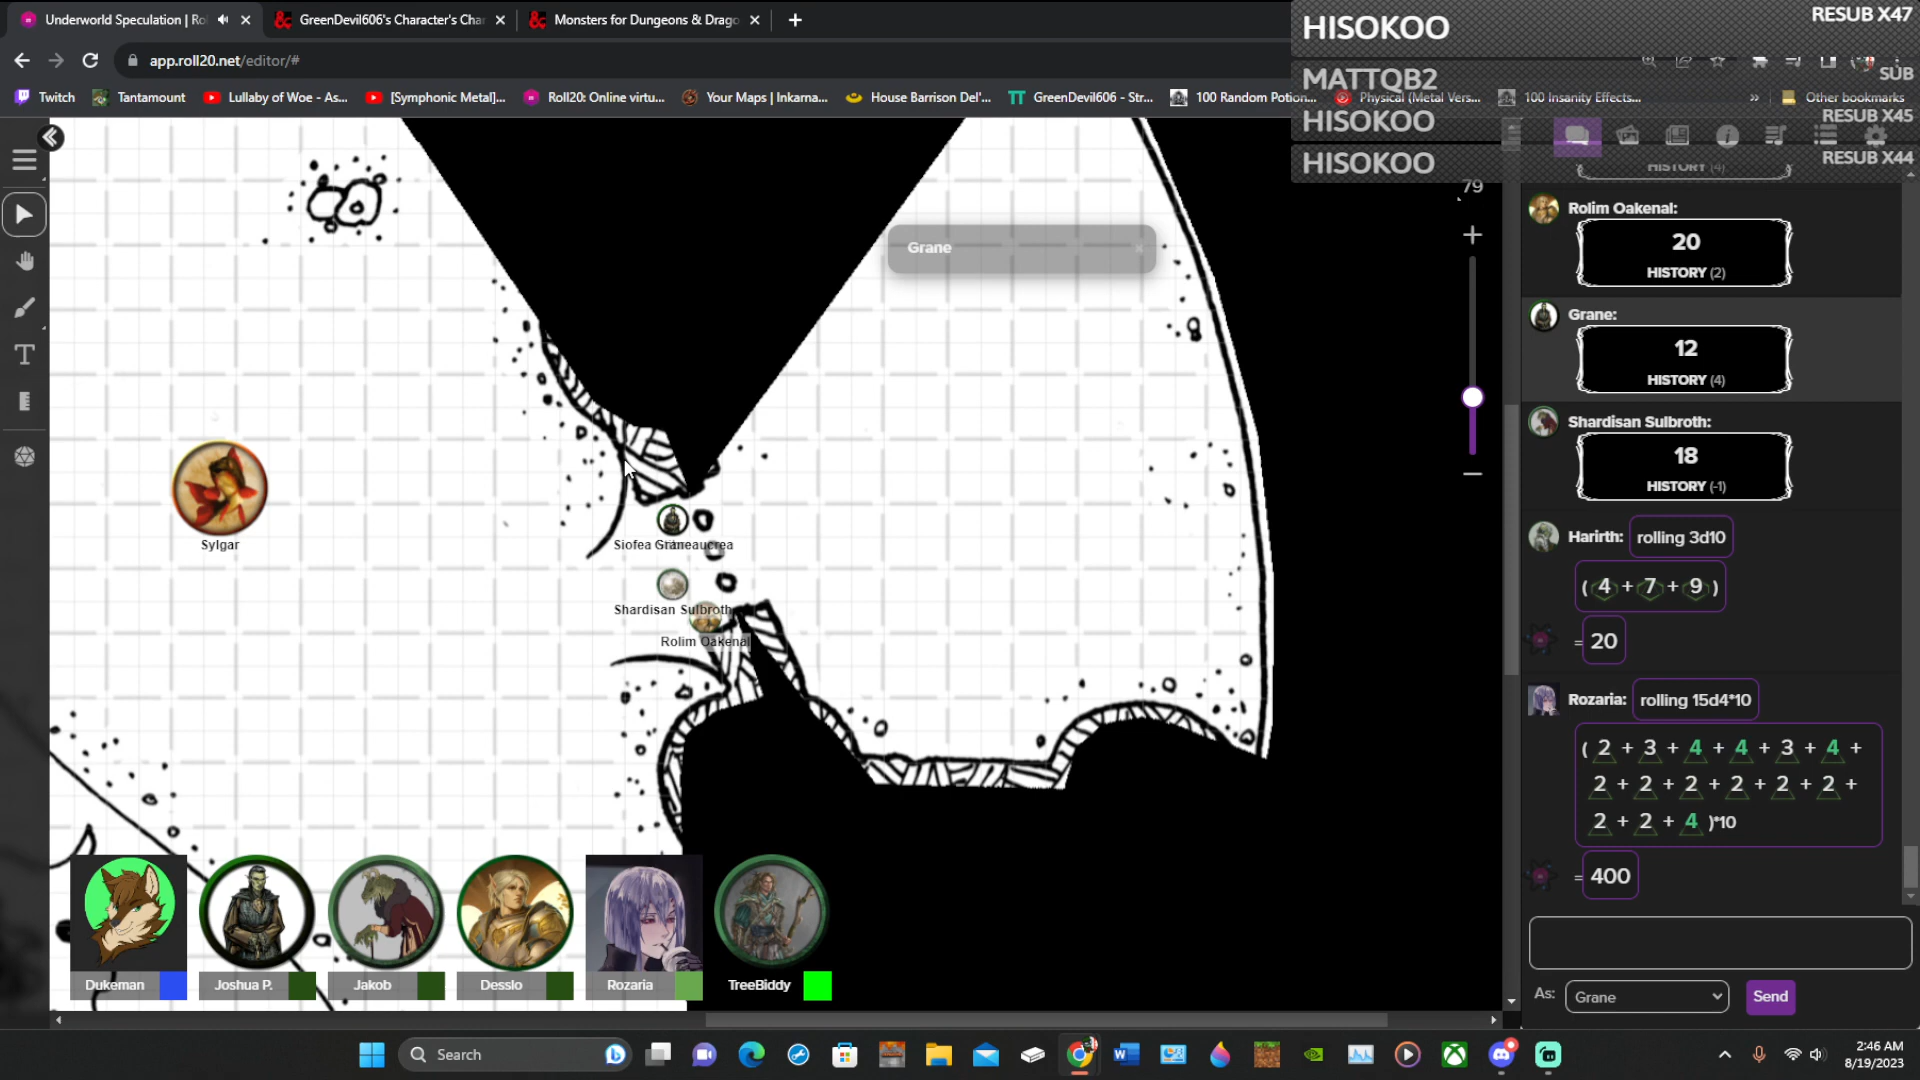 Underworld Speculation | Ro
GreenDevil606's Character's Cha
Monsters for Dungeons & Drago
HISOKOO
RESUB X47
app.roll20.net/editor/#
MATTQB2
SUB
Twitch
Tantamount
Lullaby of Woe - As...
[Symphonic Metal]...
Roll20: Online virtu...
Your Maps | Inkarna...
House Barrison Del'...
GreenDevil606 - Str...
100 Random Potion...
Physical (Metal Vers...
100 Insanity Effects...
Other bookmarks
HISOKOO
RESUB X45
HISOKOO
RESUB X44
HISTORY (4)
79
Rolim Oakenal:
20
HISTORY (2)
Grane
Grane:
12
HISTORY (4)
Shardisan Sulbroth:
18
HISTORY (-1)
Sylgar
Shardisan Sulbroth
Rolim Oakenal
Harirth: rolling 3d10
(4+7+9)
=20
Rozaria: rolling 15d4*10
(2+3+4+4+3+4+
2+2+2+2+2+2+
2+2+4)*10
=400
Dukeman
Joshua P.
Jakob
Desslo
Rozaria
TreeBiddy
As: Grane
Send
Search
2:46 AM
8/19/2023